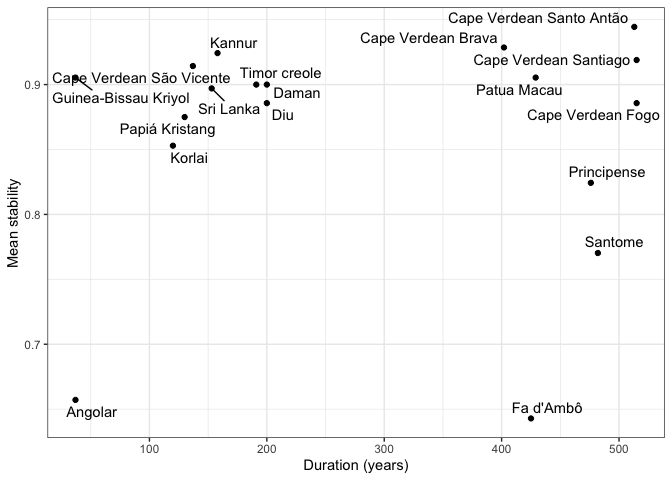 Cape Verdean Santo Antão
Cape Verdean Brava
Kannur
Cape Verdean Santiago
Timor creole
Cape Verdean São Vicente
Patua Macau
Daman
Guinea-Bissau Kriyol
Sri Lanka
Diu
Cape Verdean Fogo
Papiá Kristang
Korlai
Principense
Santome
Fa d'Ambô
Angolar
0.9
0.8
0.7
Mean stability
100
200
300
400
500
Duration (years)